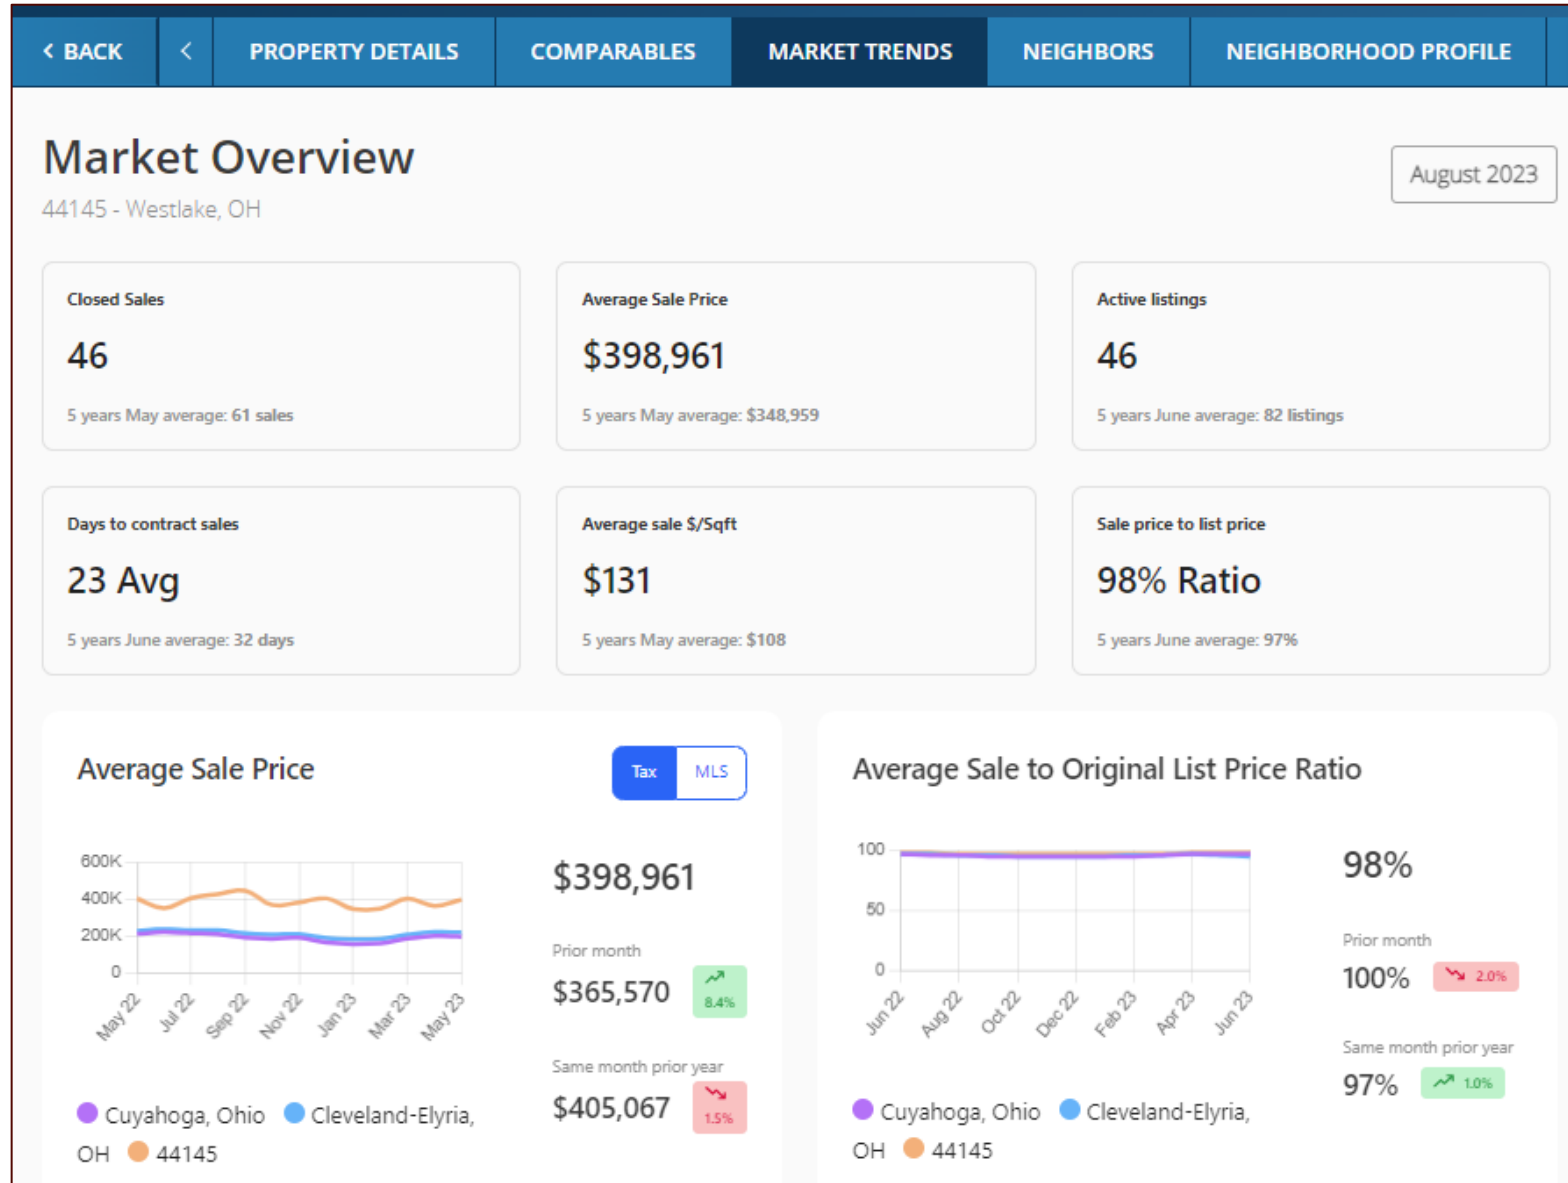 BACK
PROPERTY DETAILS
COMPARABLES
MARKET TRENDS
NEIGHBORS
NEIGHBORHOOD PROFILE
Market Overview
August 2023
44145 - Westlake, OH
Closed Sales
46
5 years May average: 61 sales
Average Sale Price
$398,961
5 years May average: $348,959
Active listings
46
5 years June average: 82 listings
Days to contract sales
23 Avg
5 years June average: 32 days
Average sale $/Sqft
$131
5 years May average: $108
Sale price to list price
98% Ratio
5 years June average: 97%
Average Sale Price
Tax
MLS
600K
400K
200K
0
May 22
Jul 22
Sep 22
Nov 22
Jan 23
Mar 23
May 23
Cuyahoga, Ohio
Cleveland-Elyria,
OH
44145
$398,961
Prior month
$365,570
8.4%
Same month prior year
$405,067
1.5%
Average Sale to Original List Price Ratio
100
50
0
Jun 22
Aug 22
Oct 22
Dec 22
Feb 23
Apr 23
Jun 23
Cuyahoga, Ohio
Cleveland-Elyria,
OH
44145
98%
Prior month
100%
2.0%
Same month prior year
97%
1.0%